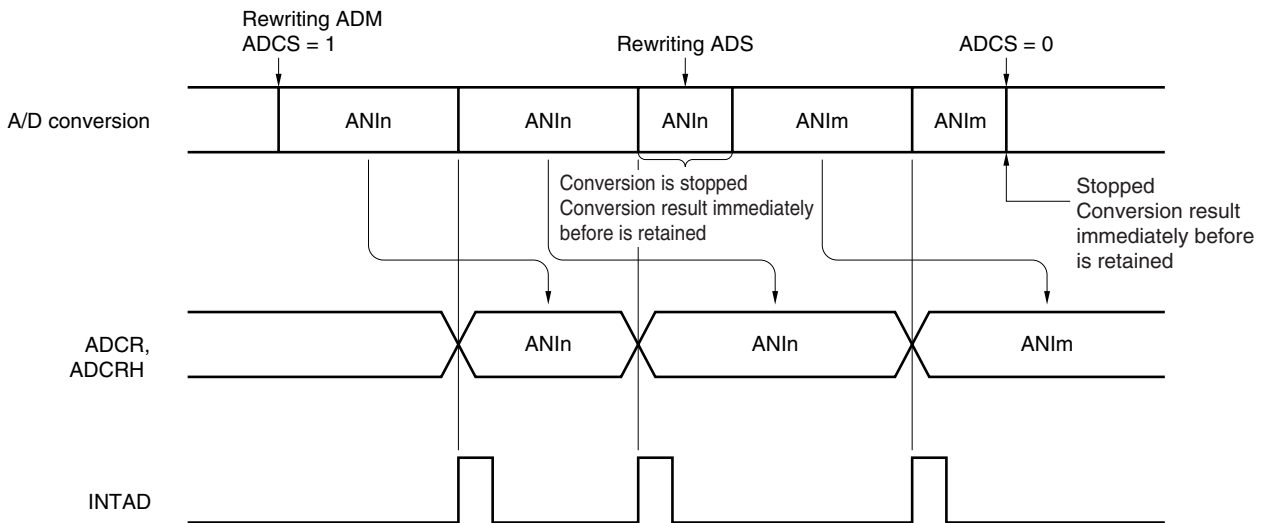 Rewriting ADM
ADCS = 1
Rewriting ADS
ADCS = 0
A/D conversion
ANIn
ANIn
ANIn
ANIm
ANIm
Conversion is stopped
Conversion result immediately
before is retained
Stopped
Conversion result
immediately before
is retained
ADCR,
ADCRH
ANIn
ANIn
ANIm
INTAD